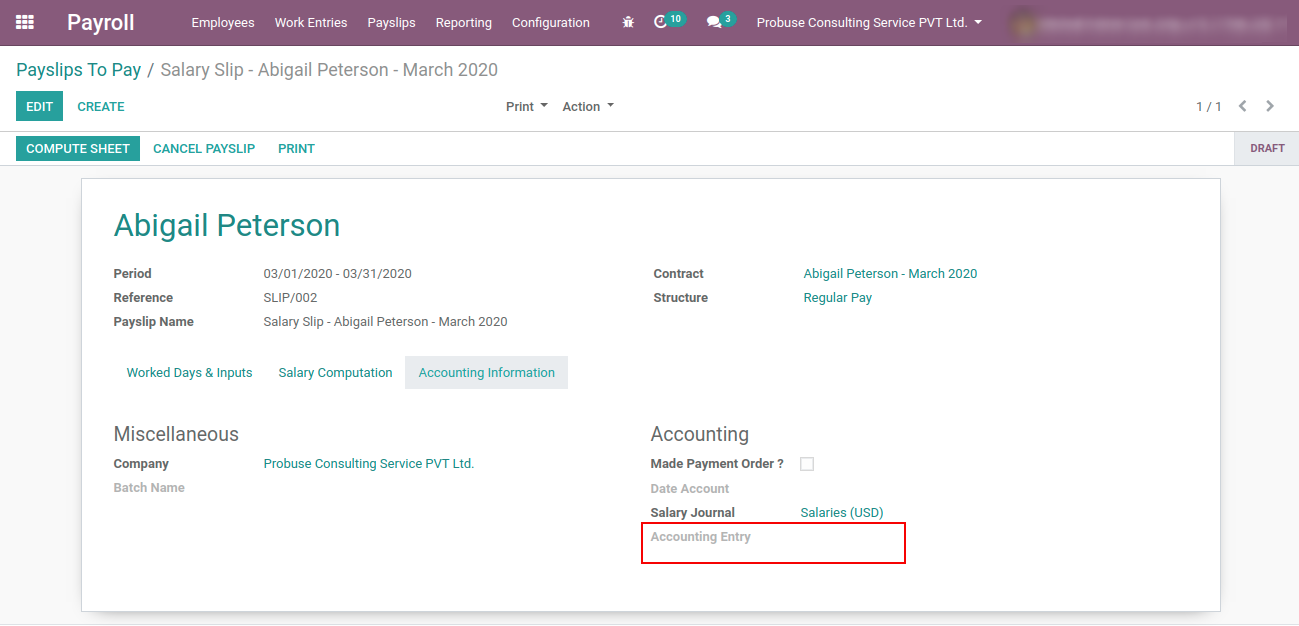 Payroll Employees Work Entries Payslips Reporting Configuration 10 3 Probuse Consulting Service PVT Ltd.
Payslips To Pay / Salary Slip - Abigail Peterson - March 2020
EDIT CREATE Print Action 1 / 1
COMPUTE SHEET CANCEL PAYSLIP PRINT DRAFT
Abigail Peterson
Period 03/01/2020 - 03/31/2020 Contract Abigail Peterson - March 2020
Reference SLIP/002 Structure Regular Pay
Payslip Name Salary Slip - Abigail Peterson - March 2020
Worked Days & Inputs Salary Computation Accounting Information
Miscellaneous Accounting
Company Probuse Consulting Service PVT Ltd. Made Payment Order ?
Batch Name Date Account
Salary Journal Salaries (USD)
Accounting Entry